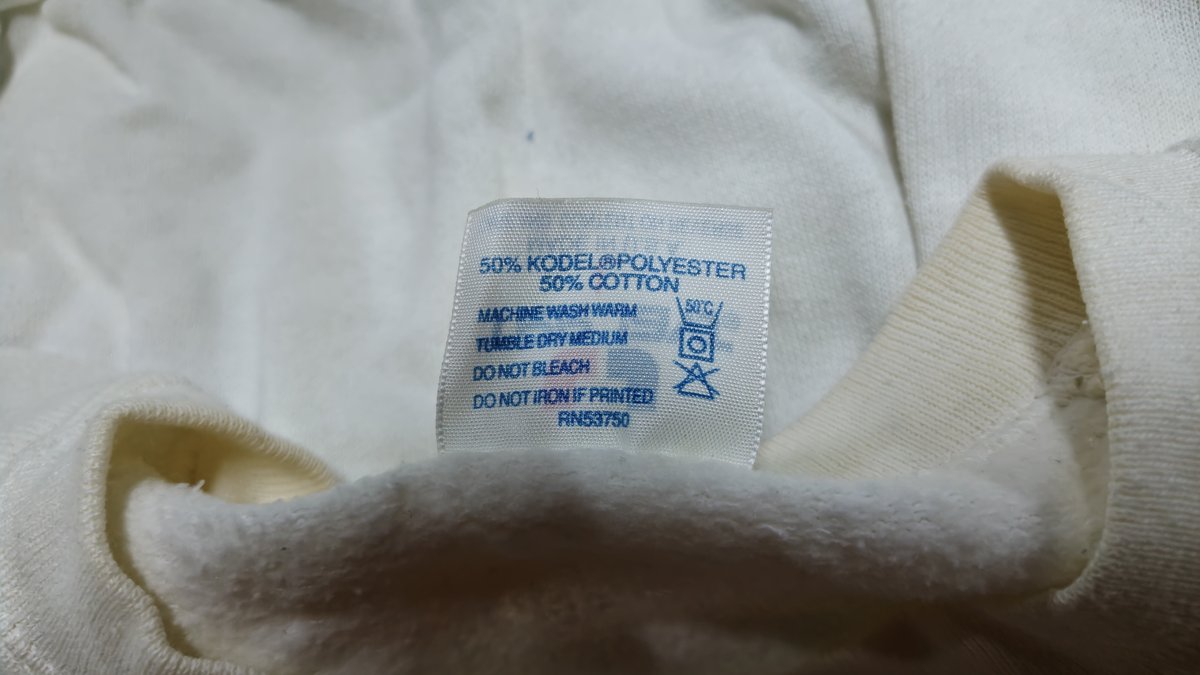 50% KODEL®POLYESTER
50% COTTON
MACHINE WASH WARM
50°C
TUMBLE DRY MEDIUM
DO NOT BLEACH
DO NOT IRON IF PRINTED
RN53750